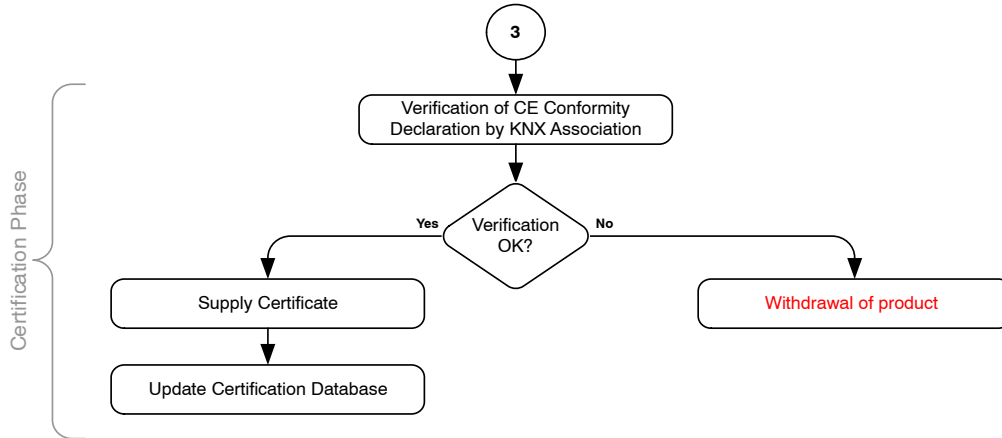 3
Verification of CE Conformity
Declaration by KNX Association
Yes
Verification
OK?
No
Supply Certificate
Withdrawal of product
Update Certification Database
Certification Phase